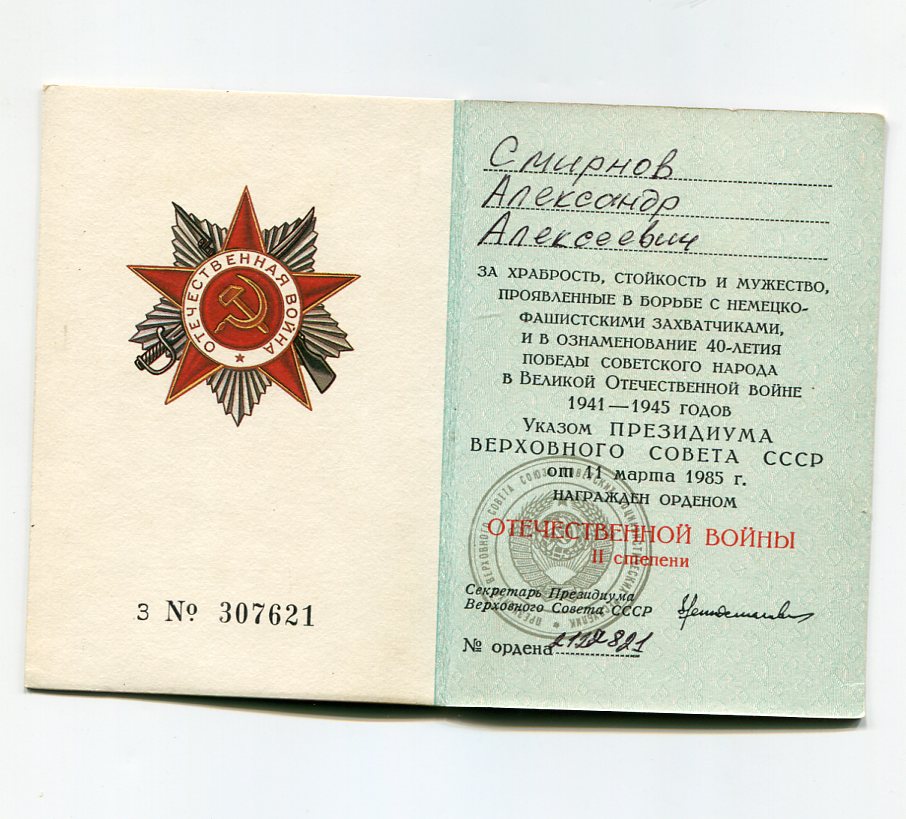 ОТЕЧЕСТВЕННАЯ ВОЙНА
З № 307621
Смирнов
Александр
Алексеевич
ЗА ХРАБРОСТЬ, СТОЙКОСТЬ И МУЖЕСТВО,
ПРОЯВЛЕННЫЕ В БОРЬБЕ С НЕМЕЦКО-
ФАШИСТСКИМИ ЗАХВАТЧИКАМИ,
И В ОЗНАМЕНОВАНИЕ 40-ЛЕТИЯ
ПОБЕДЫ СОВЕТСКОГО НАРОДА
В ВЕЛИКОЙ ОТЕЧЕСТВЕННОЙ ВОЙНЕ
1941—1945 ГОДОВ
УКАЗОМ ПРЕЗИДИУМА
ВЕРХОВНОГО СОВЕТА СССР
от 11 марта 1985 г.
НАГРАЖДЕН ОРДЕНОМ
ОТЕЧЕСТВЕННОЙ ВОЙНЫ
II степени
Секретарь Президиума
Верховного Совета СССР
№ ордена